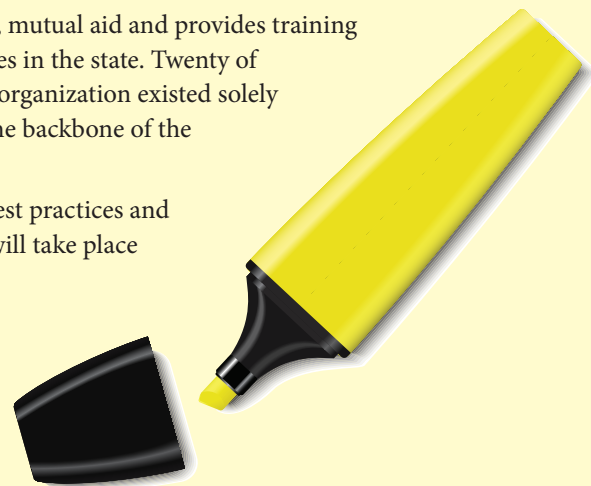 , mutual aid and provides training
es in the state. Twenty of
organization existed solely
ne backbone of the
est practices and
will take place